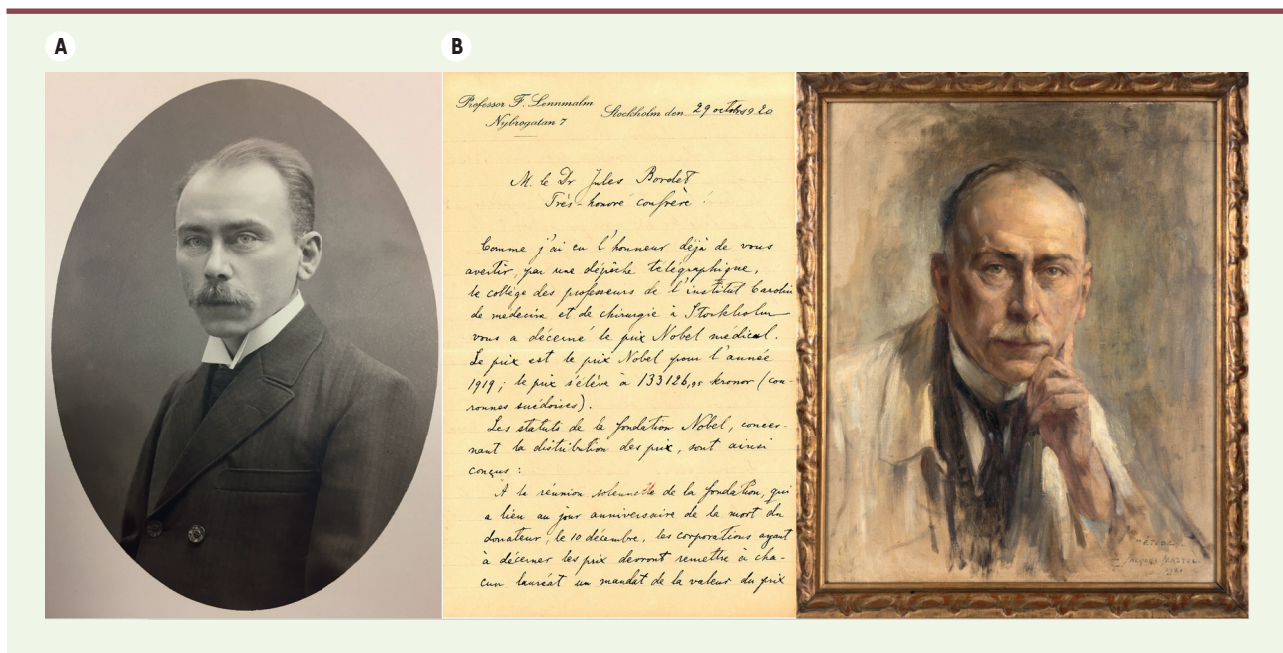 A
B
Professor F. Lennmalm
Nybrogatan 7
Stockholm den 29 octobre 1920
M. le Dr Jules Bordet
Très-honoré confrère!
Comme j'ai eu l'honneur déjà de vous
avertir, par une dépêche télégraphique,
le collège des professeurs de l'institut Carolin
de médecine et de chirurgie à Stockholm
vous a décerné le prix Nobel médical.
Le prix est le prix Nobel pour l'année
1919; le prix s'élève à 133126,95 kronor (cou-
ronnes suédoises).
Les statuts de la fondation Nobel, concer-
nant la distribution des prix, sont ainsi
conçus:
A la réunion solennelle de la fondation, qui
a lieu au jour anniversaire de la mort du
donateur, le 10 décembre, les corporations ayant
à décerner les prix devront remettre à cha-
cun lauréat un mandat de la valeur du prix
Jacques Madyol